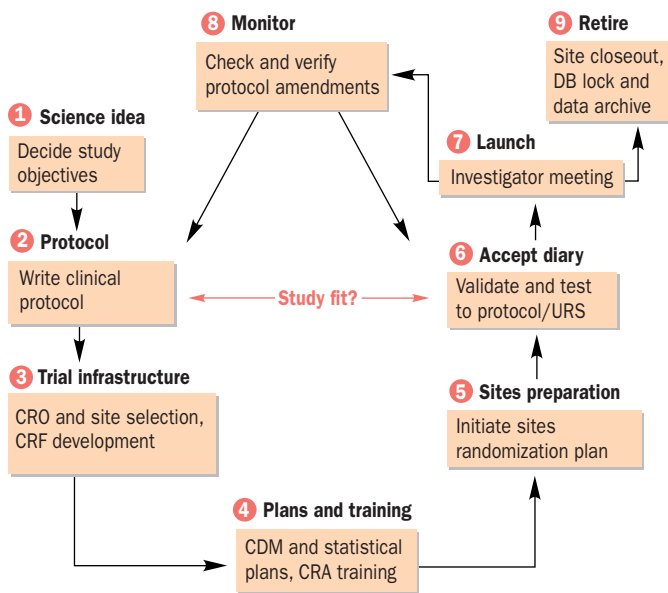 1 Science idea
Decide study
objectives
2 Protocol
Write clinical
protocol
3 Trial infrastructure
CRO and site selection,
CRF development
4 Plans and training
CDM and statistical
plans, CRA training
5 Sites preparation
Initiate sites
randomization plan
6 Accept diary
Validate and test
to protocol/URS
7 Launch
Investigator meeting
8 Monitor
Check and verify
protocol amendments
9 Retire
Site closeout,
DB lock and
data archive
Study fit?